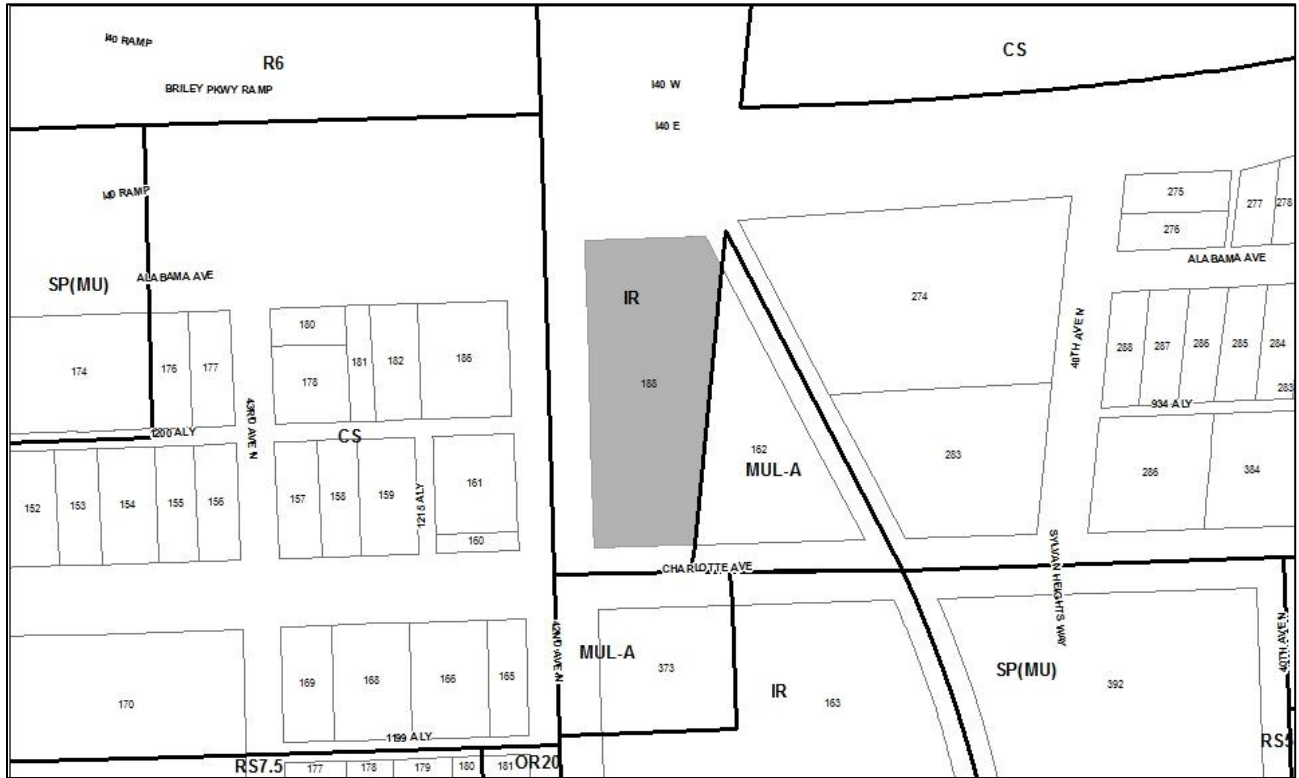 I40 RAMP
R6
BRILEY PKWY RAMP
I40 W
I40 E
CS
I40 RAMP
SP(MU)
ALABAMA AVE
275
276
277
278
ALABAMA AVE
IR
274
180
181
182
186
174
176
177
178
188
40TH AVE N
288
287
286
285
284
283
934 ALY
43RD AVE N
1200 ALY
CS
162
MUL-A
283
286
384
152
153
154
155
156
157
158
159
1215 ALY
161
160
CHARLOTTE AVE
SYLVAN HEIGHTS WAY
42ND AVE N
40TH AVE N
MUL-A
373
IR
163
SP(MU)
392
170
169
168
166
165
1199 ALY
RS7.5
177
178
179
180
181
OR20
RS5